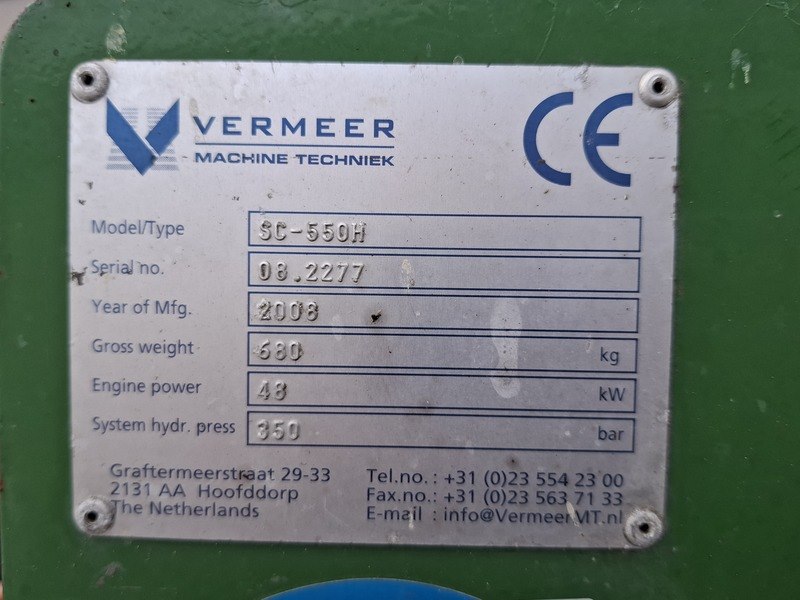 VERMEER
MACHINE TECHNIEK
CE
Model/Type SC-550H
Serial no. 08.2277
Year of Mfg. 2008
Gross weight 680 kg
Engine power 48 kW
System hydr. press 350 bar
Graftermeerstraat 29-33
2131 AA Hoofddorp
The Netherlands
Tel.no.: +31 (0)23 554 23 00
Fax.no.: +31 (0)23 563 71 33
E-mail : info@VermeerMT.nl